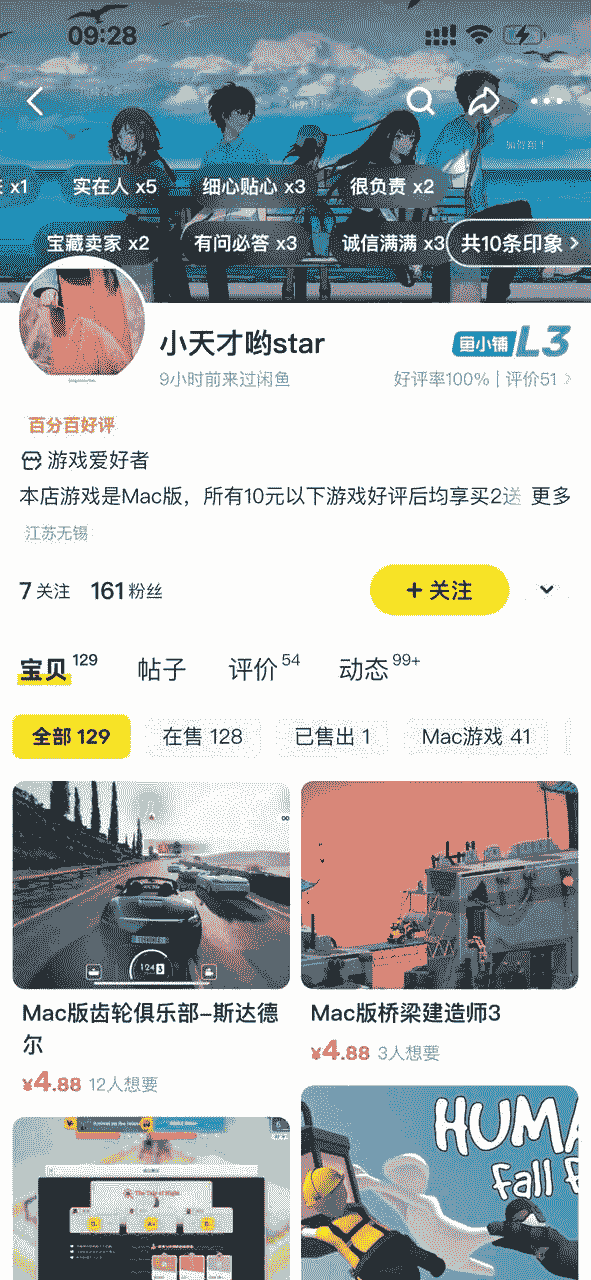 09:28
x1
实在人 x5
细心贴心 x3
很负责 x2
宝藏卖家 x2
有问必答 x3
诚信满满 x3
共10条印象
小天才哟star
鱼小铺 L3
9小时前来过闲鱼
好评率100% | 评价51
百分百好评
游戏爱好者
本店游戏是Mac版，所有10元以下游戏好评后均享买2送 更多
江苏无锡
7 关注 161 粉丝
+ 关注
宝贝 129
帖子
评价 54
动态 99+
全部 129
在售 128
已售出 1
Mac游戏 41
Mac版齿轮俱乐部-斯达德
尔
¥4.88 12人想要
Mac版桥梁建造师3
¥4.88 3人想要
HUMA
Fall F